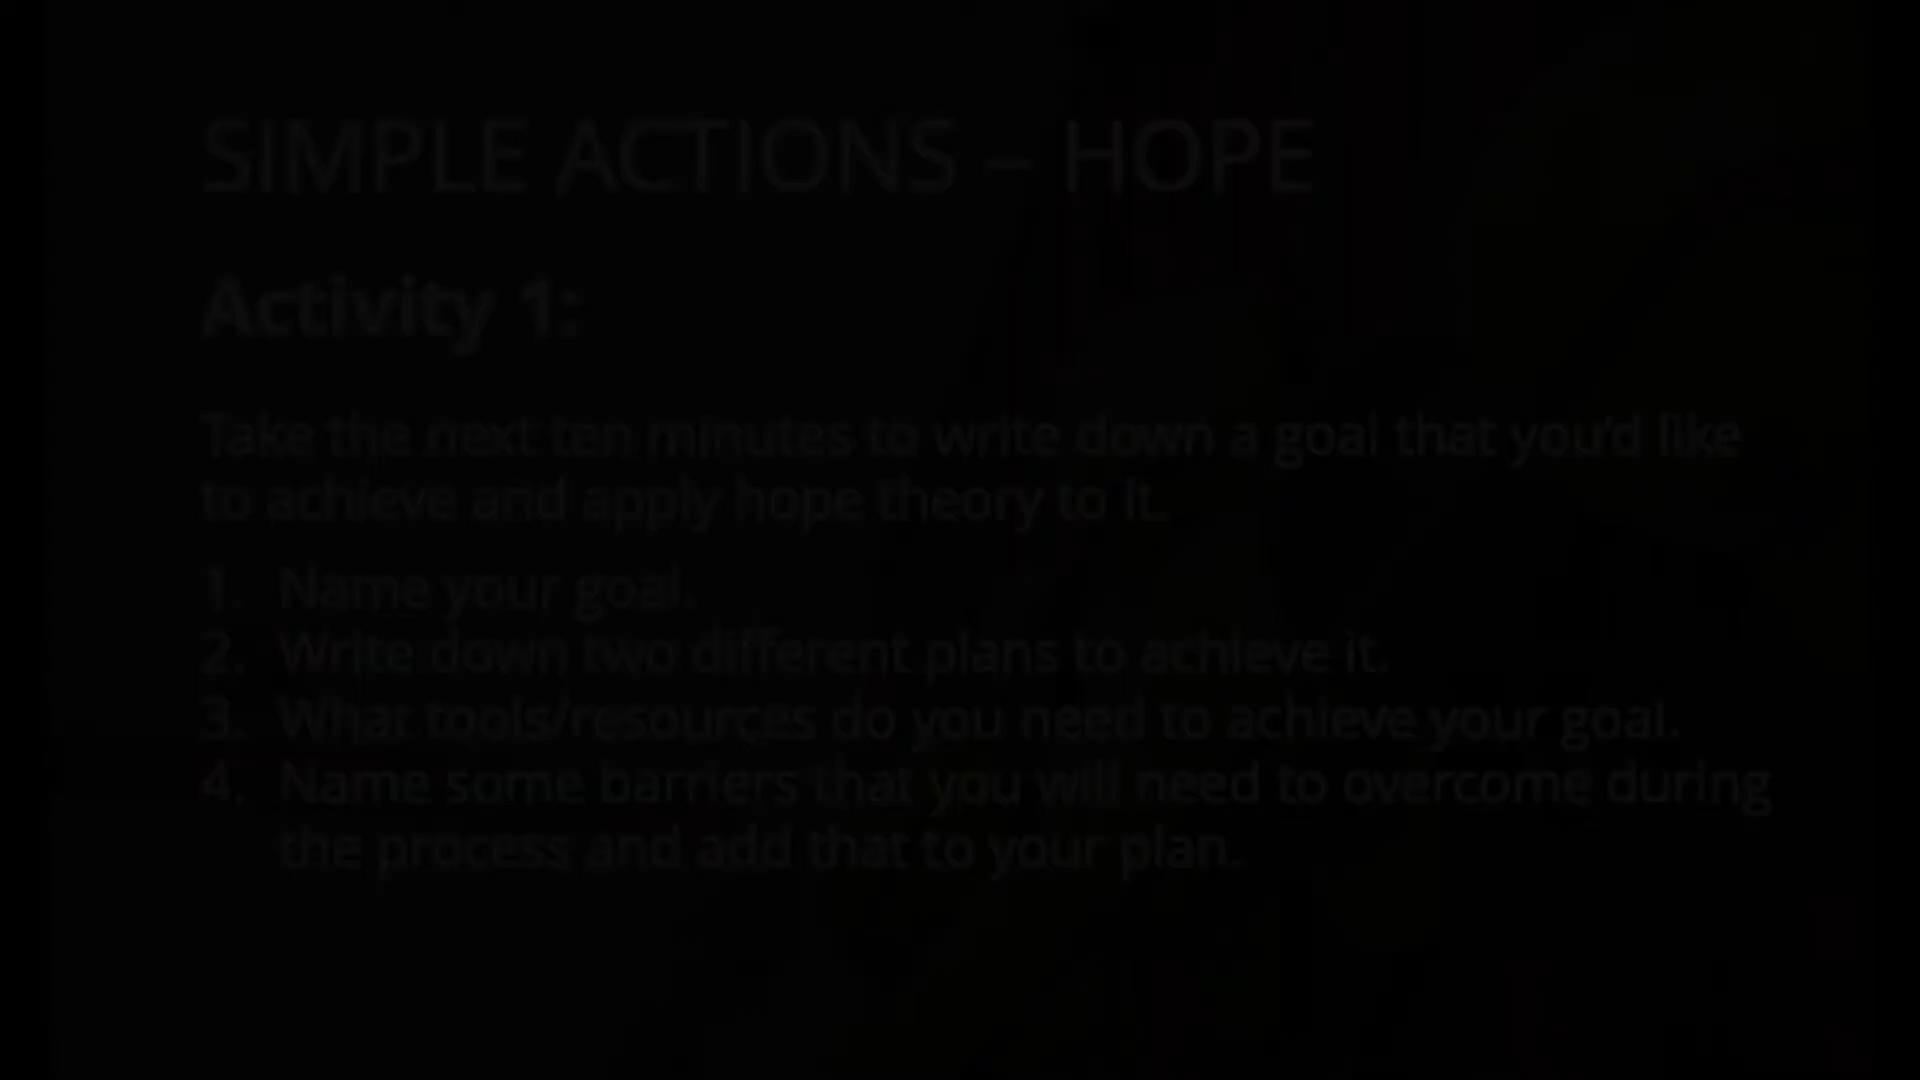 SIMPLE ACTIONS – HOPE
Activity 1:
Take the next ten minutes to write down a goal that you'd like
to achieve and apply hope theory to it.
1. Name your goal.
2. Write down two different plans to achieve it.
3. What tools/resources do you need to achieve your goal.
4. Name some barriers that you will need to overcome during
the process and add that to your plan.